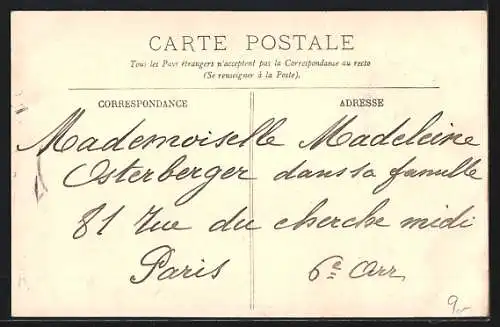 CARTE POSTALE
Tous les Pays étrangers n'acceptent pas la Correspondance au recto
(Se renseigner à la Poste).
CORRESPONDANCE ADRESSE
Mademoiselle Madeleine
Osterberger dans sa famille
81 rue du cherche midi
Paris 6e Arr
9